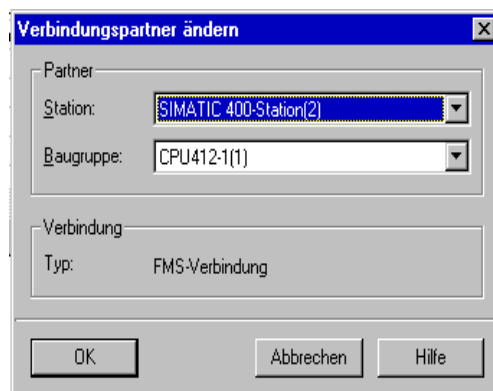 Verbindungspartner ändern
Partner
Station: SIMATIC 400-Station(2)
Baugruppe: CPU412-1(1)
Verbindung
Typ: FMS-Verbindung
OK Abbrechen Hilfe